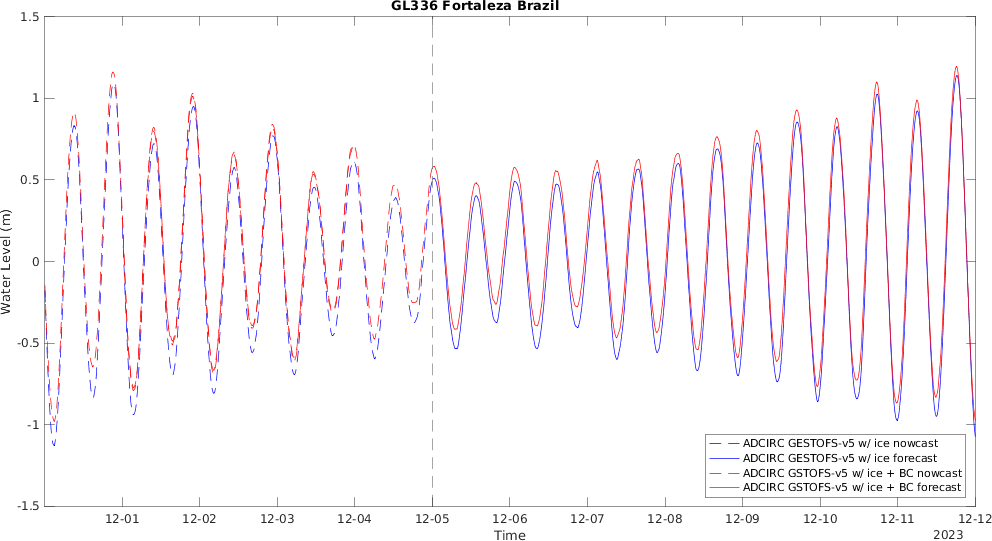 GL336 Fortaleza Brazil
1.5
1
0.5
0
-0.5
-1
-1.5
Water Level (m)
12-01
12-02
12-03
12-04
12-05
12-06
12-07
12-08
12-09
12-10
12-11
12-12
Time
2023
ADCIRC GESTOFS-v5 w/ ice nowcast
ADCIRC GESTOFS-v5 w/ ice forecast
ADCIRC GSTOFS-v5 w/ ice + BC nowcast
ADCIRC GSTOFS-v5 w/ ice + BC forecast